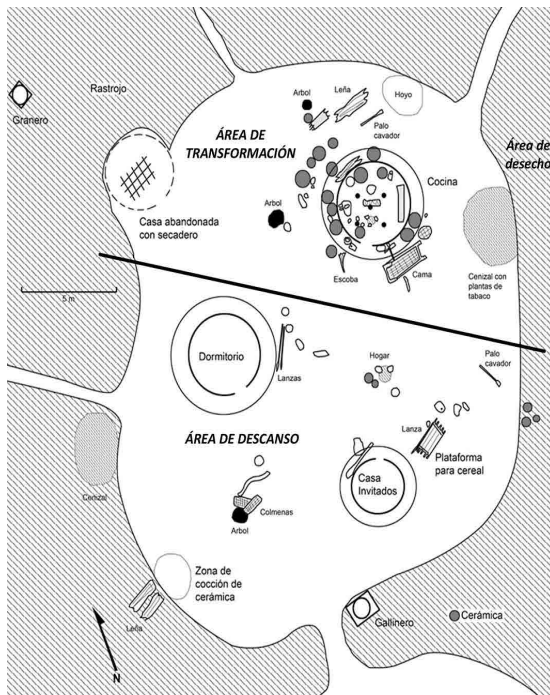 Rastrojo
Granero
Arbol
Leña
Hoyo
Palo
cavador
ÁREA DE
TRANSFORMACIÓN
Área de
desecho
Cocina
Arbol
Casa abandonada
con secadero
Escoba
Cama
Cenizal con
plantas de
tabaco
5 m
Dormitorio
Lanzas
Hogar
Palo
cavador
ÁREA DE DESCANSO
Lanza
Plataforma
para cereal
Casa
Invitados
Cenizal
Colmenas
Arbol
Zona de
cocción de
cerámica
Leña
Gallinero
Cerámica
N